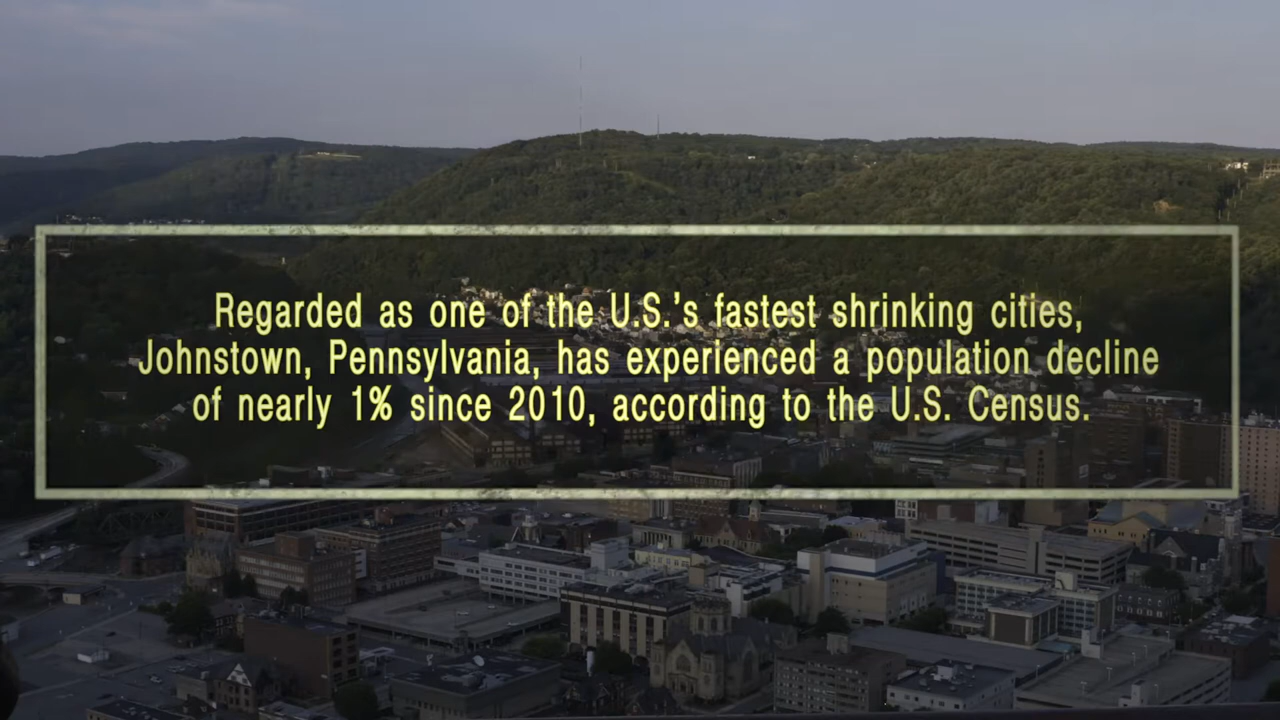 Regarded as one of the U.S.'s fastest shrinking cities,
Johnstown, Pennsylvania, has experienced a population decline
of nearly 1% since 2010, according to the U.S. Census.